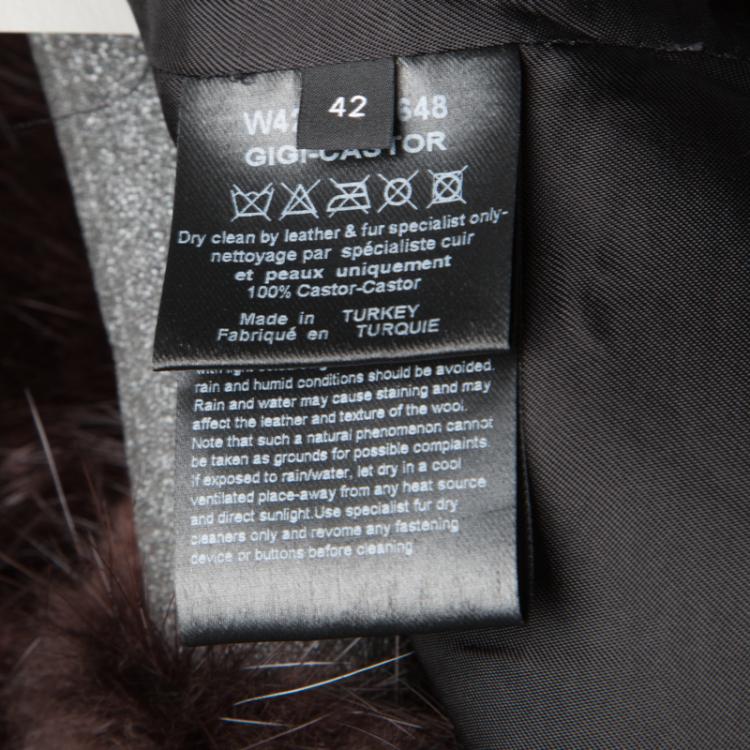 42
W4 648
GIGI-CASTOR
Dry clean by leather & fur specialist only-
nettoyage par spécialiste cuir
et peaux uniquement
100% Castor-Castor
Made in TURKEY
Fabriqué en TURQUIE
rain and humid conditions should be avoided.
Rain and water may cause staining and may
affect the leather and texture of the wool.
Note that such a natural phenomenon cannot
be taken as grounds for possible complaints.
if exposed to rain/water, let dry in a cool
ventilated place-away from any heat source
and direct sunlight.Use specialist fur dry
cleaners only and revome any fastening
device or buttons before cleaning